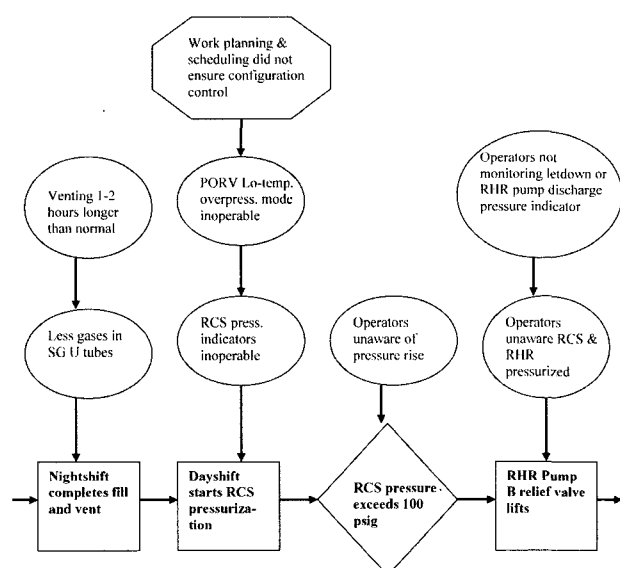 Work planning &
scheduling did not
ensure configuration
control
Venting 1-2
hours longer
than normal
PORV Lo-temp.
overpress. mode
inoperable
Operators not
monitoring letdown or
RHR pump discharge
pressure indicator
Less gases in
SG U tubes
RCS press.
indicators
inoperable
Operators
unaware of
pressure rise
Operators
unaware RCS &
RHR
pressurized
Nightshift
completes fill
and vent
Dayshift
starts RCS
pressuriza-
tion
RCS pressure
exceeds 100
psig
RHR Pump
B relief valve
lifts